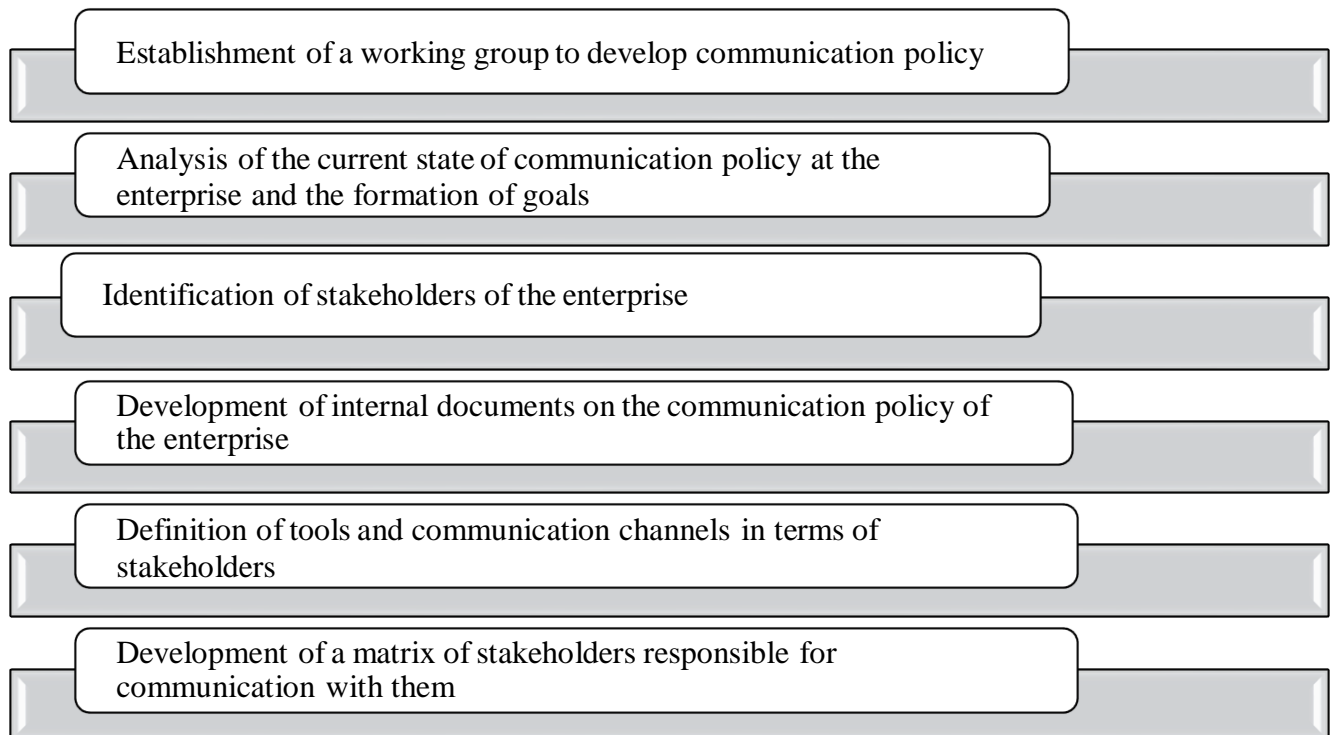 Establishment of a working group to develop communication policy
Analysis of the current state of communication policy at the
enterprise and the formation of goals
Identification of stakeholders of the enterprise
Development of internal documents on the communication policy of
the enterprise
Definition of tools and communication channels in terms of
stakeholders
Development of a matrix of stakeholders responsible for
communication with them